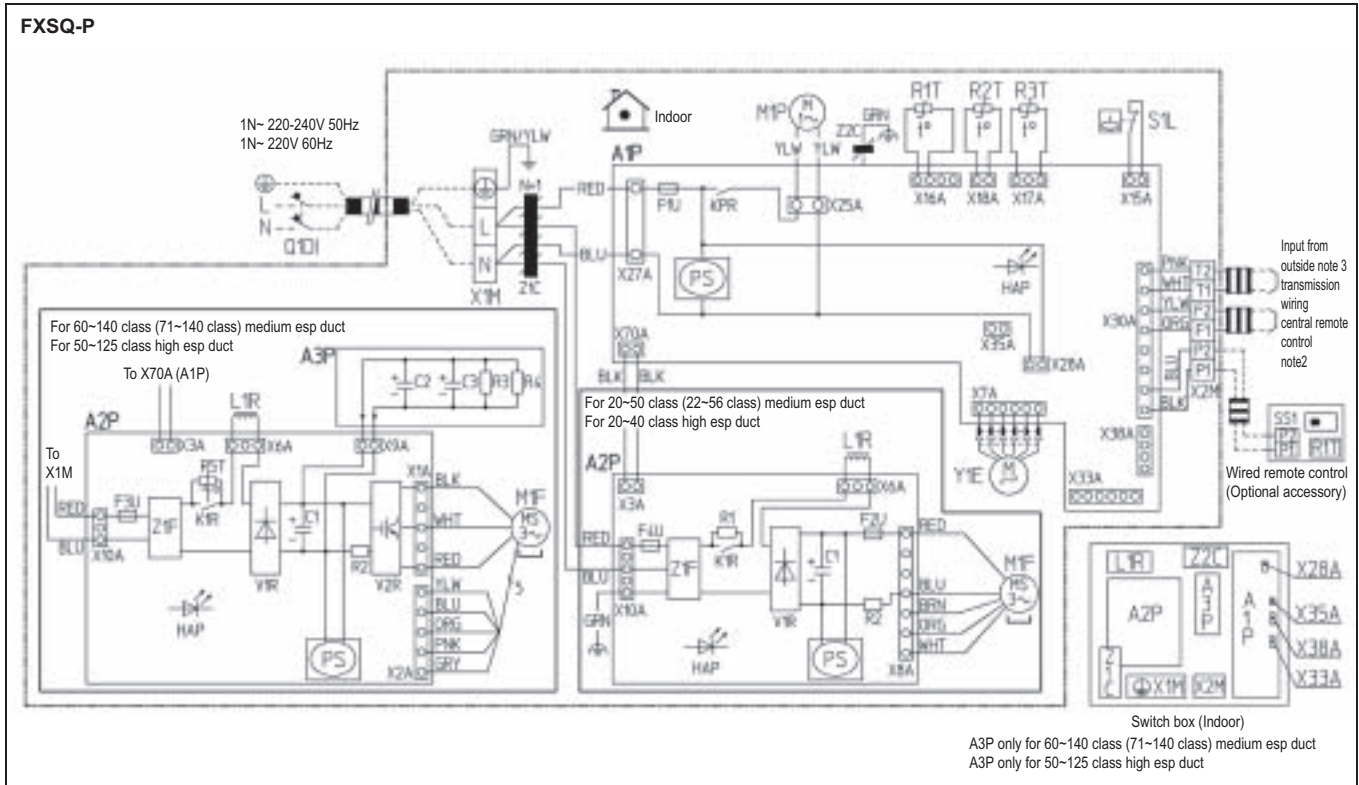 FXSQ-P
1N~ 220-240V 50Hz
1N~ 220V 60Hz
L
N
Q1DI
GRN/YLW
N=1
L
N
X1M
Z1C
RED
BLU
Indoor
A1P
M1P
M
1~
YLW
YLW
Z2C
GRN
R1T
R2T
R3T
t°
t°
t°
S1L
X16A
X18A
X17A
X15A
F1U
KPR
X25A
X27A
PS
HAP
X35A
X28A
X70A
BLK
BLK
X7A
Y1E
M
X30A
X38A
X33A
PNK
WHT
YLW
ORG
BLU
BLK
T2
T1
F2
F1
P2
P1
X2M
Input from
outside note 3
transmission
wiring
central remote
control
note2
SS1
P2
P1
R1T
Wired remote control
(Optional accessory)
For 60~140 class (71~140 class) medium esp duct
For 50~125 class high esp duct
To X70A (A1P)
A3P
C2
C3
R3
R4
L1R
A2P
X3A
X6A
X9A
To
X1M
RED
BLU
F3U
X10A
Z1F
K1R
V1R
C1
R2
V2R
X1A
BLK
WHT
RED
M1F
MS
3~
YLW
BLU
ORG
PNK
GRY
5
X2A
HAP
PS
For 20~50 class (22~56 class) medium esp duct
For 20~40 class high esp duct
A2P
L1R
X3A
X6A
RED
BLU
GRN
F4U
X10A
Z1F
R1
K1R
V1R
C1
F2U
R2
RED
BLU
BRN
ORG
WHT
M1F
MS
3~
HAP
PS
X8A
L1R
Z2C
A2P
A3P
A1P
Z1C
X1M
X2M
X28A
X35A
X38A
X33A
Switch box (Indoor)
A3P only for 60~140 class (71~140 class) medium esp duct
A3P only for 50~125 class high esp duct